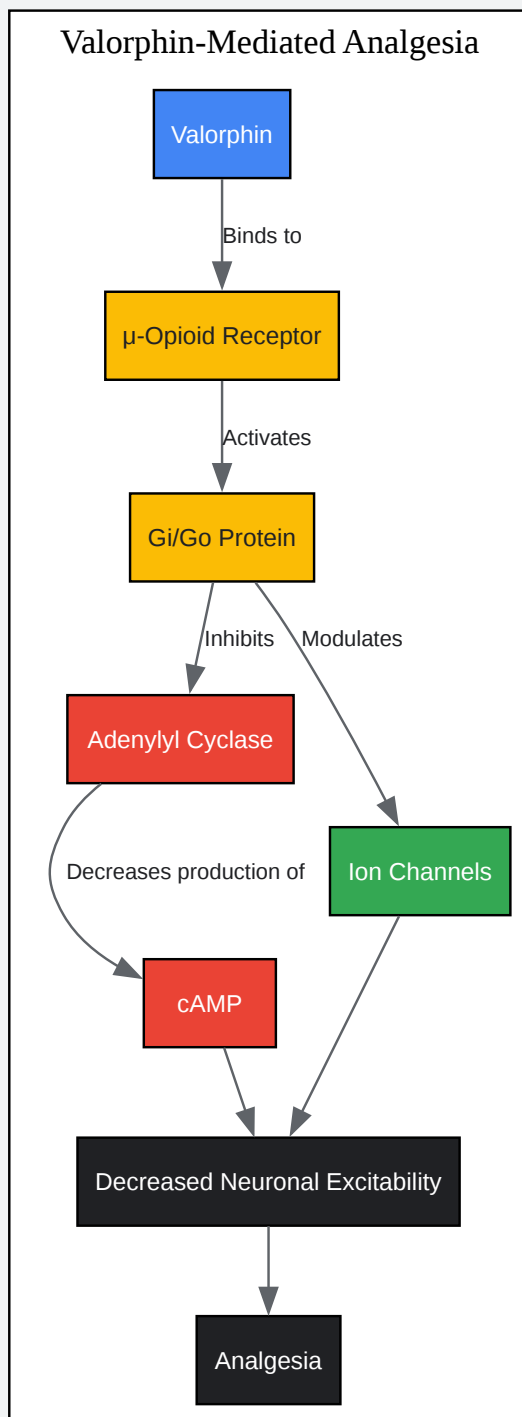 Valorphin-Mediated Analgesia
Valorphin
Binds to
μ-Opioid Receptor
Activates
Gi/Go Protein
Inhibits
Modulates
Adenylyl Cyclase
Decreases production of
Ion Channels
cAMP
Decreased Neuronal Excitability
Analgesia